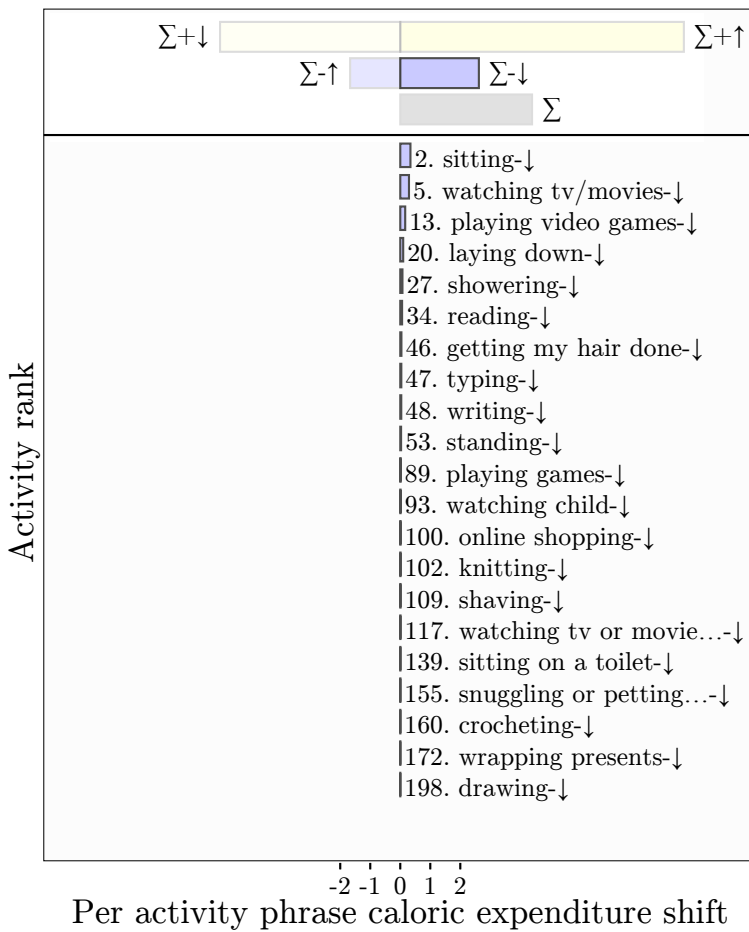 Σ+↓ Σ+↑
Σ-↑ Σ-↓
Σ
2. sitting-↓
5. watching tv/movies-↓
13. playing video games-↓
20. laying down-↓
27. showering-↓
34. reading-↓
46. getting my hair done-↓
47. typing-↓
48. writing-↓
53. standing-↓
89. playing games-↓
93. watching child-↓
100. online shopping-↓
102. knitting-↓
109. shaving-↓
117. watching tv or movie...-↓
139. sitting on a toilet-↓
155. snuggling or petting...-↓
160. crocheting-↓
172. wrapping presents-↓
198. drawing-↓
Activity rank
-2 -1 0 1 2
Per activity phrase caloric expenditure shift